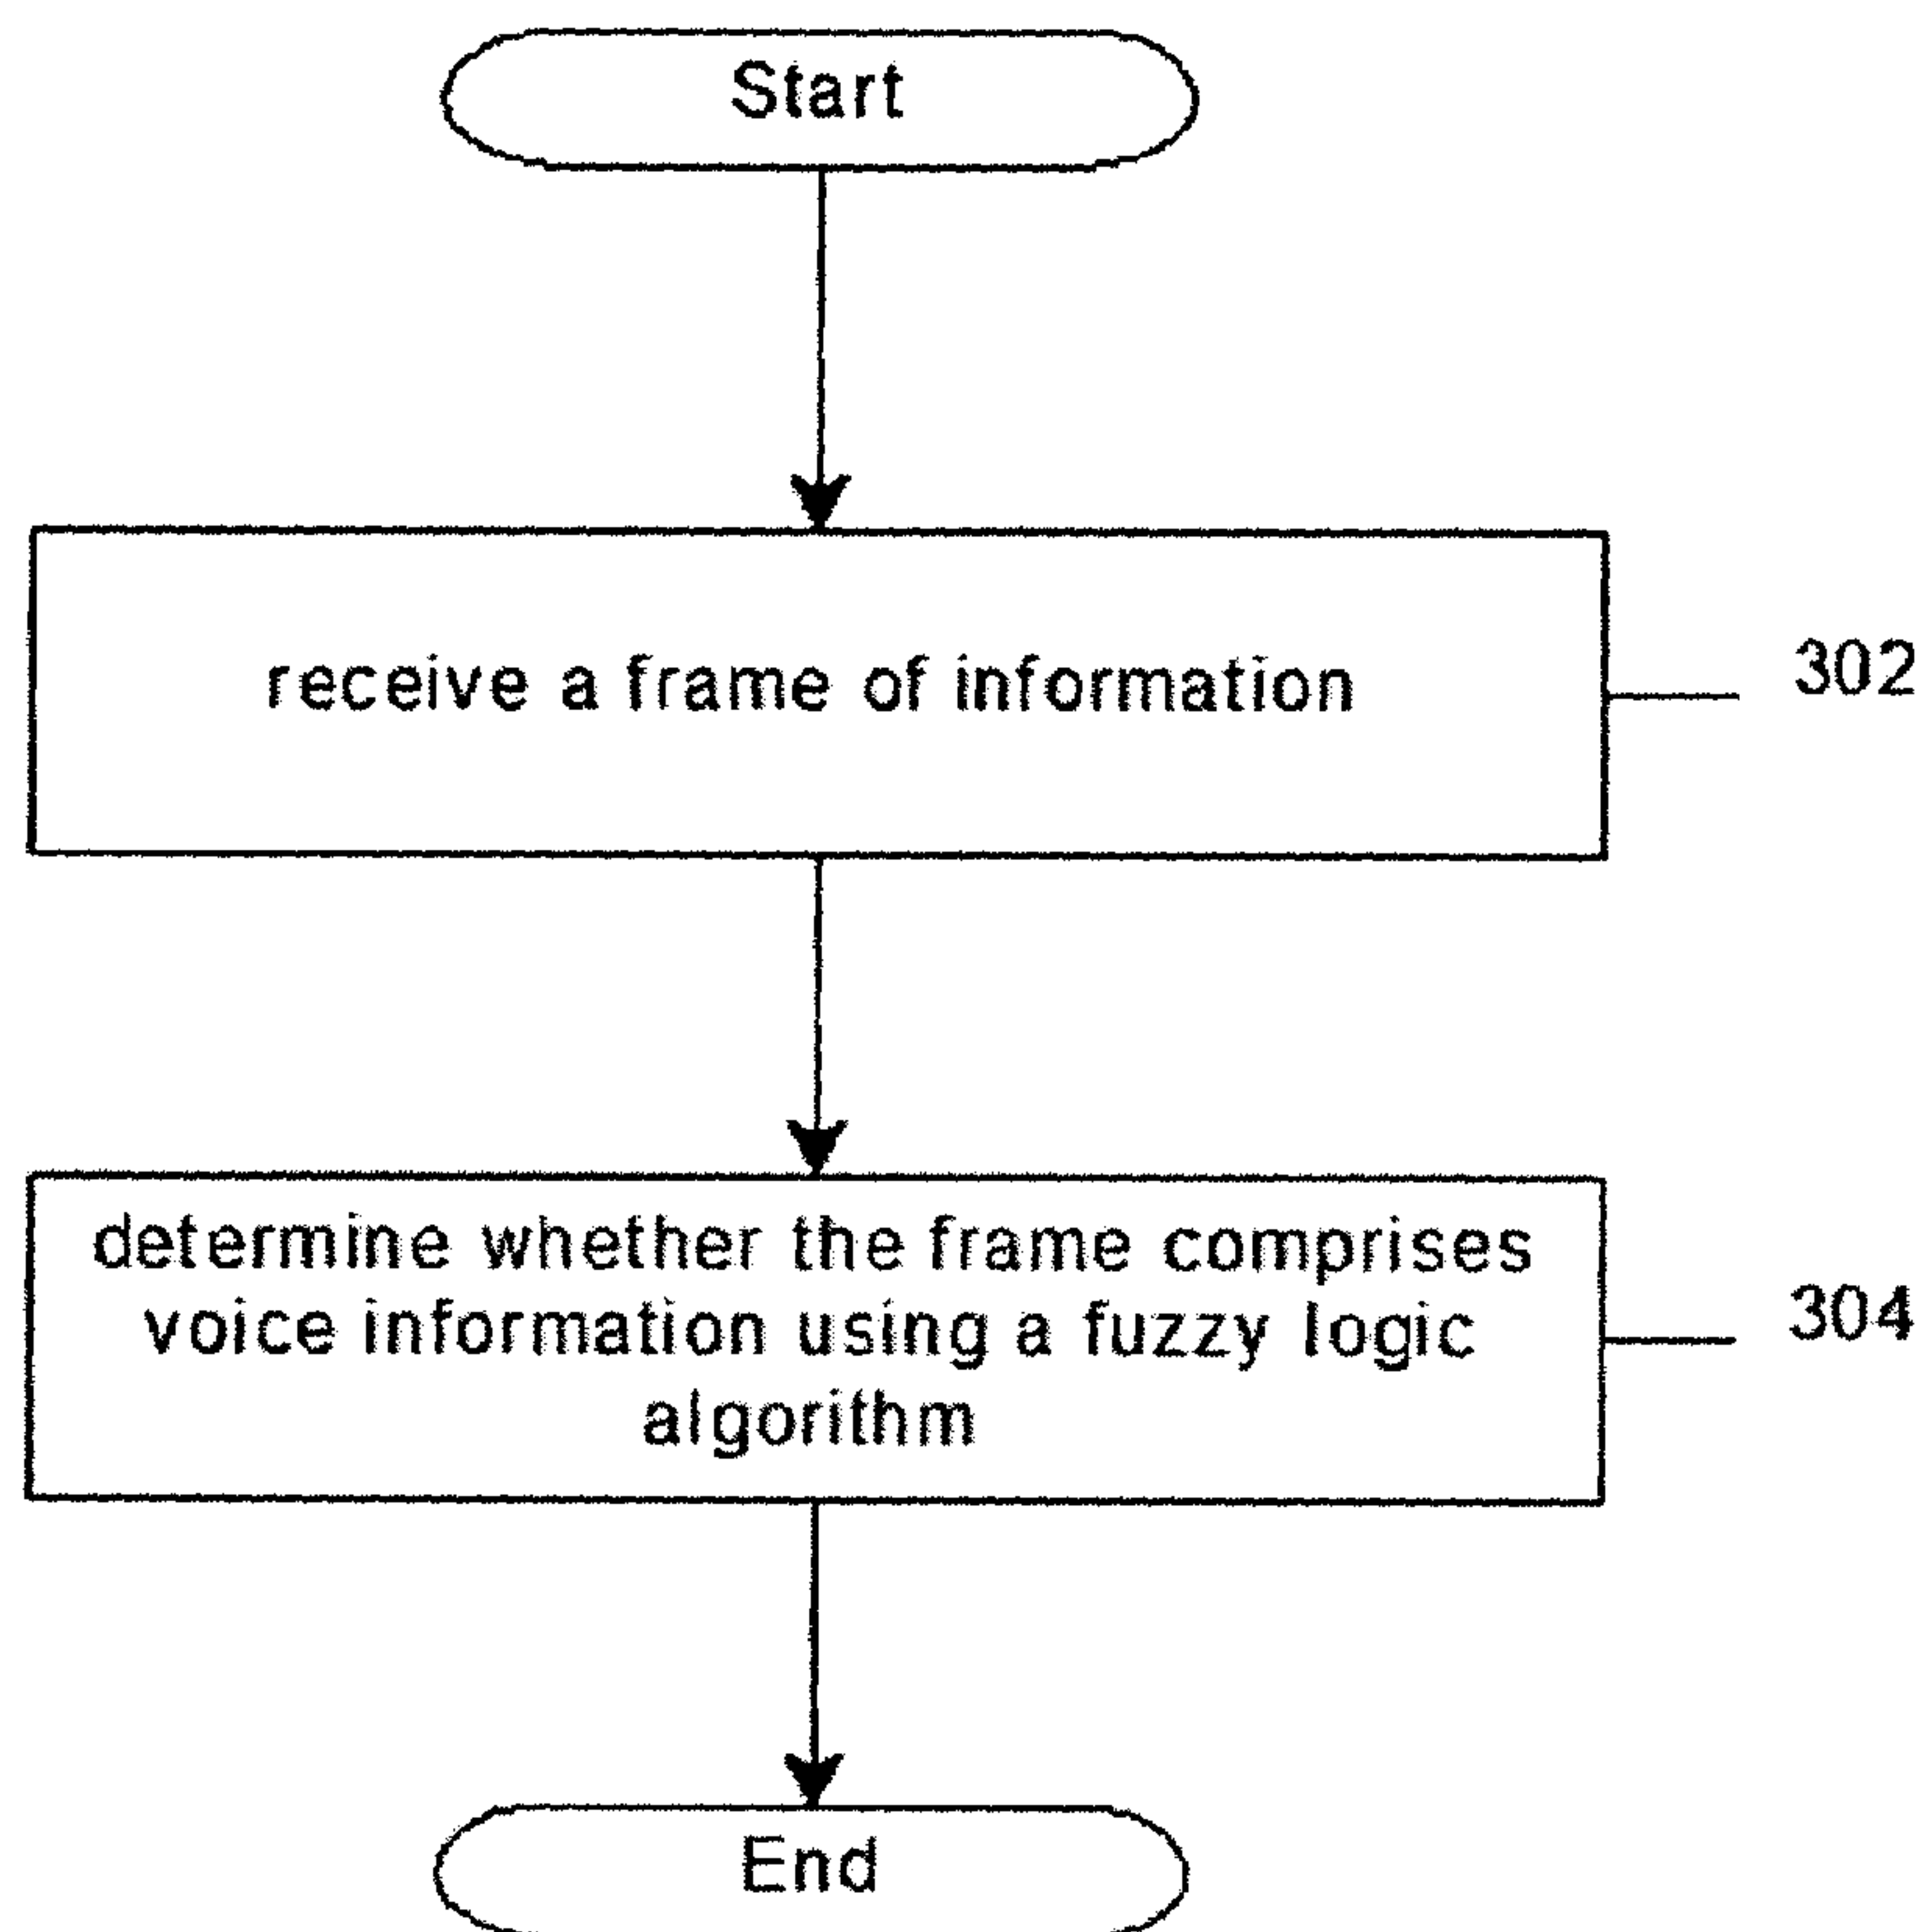 Start
receive a frame of information
302
determine whether the frame comprises
voice information using a fuzzy logic
algorithm
304
End